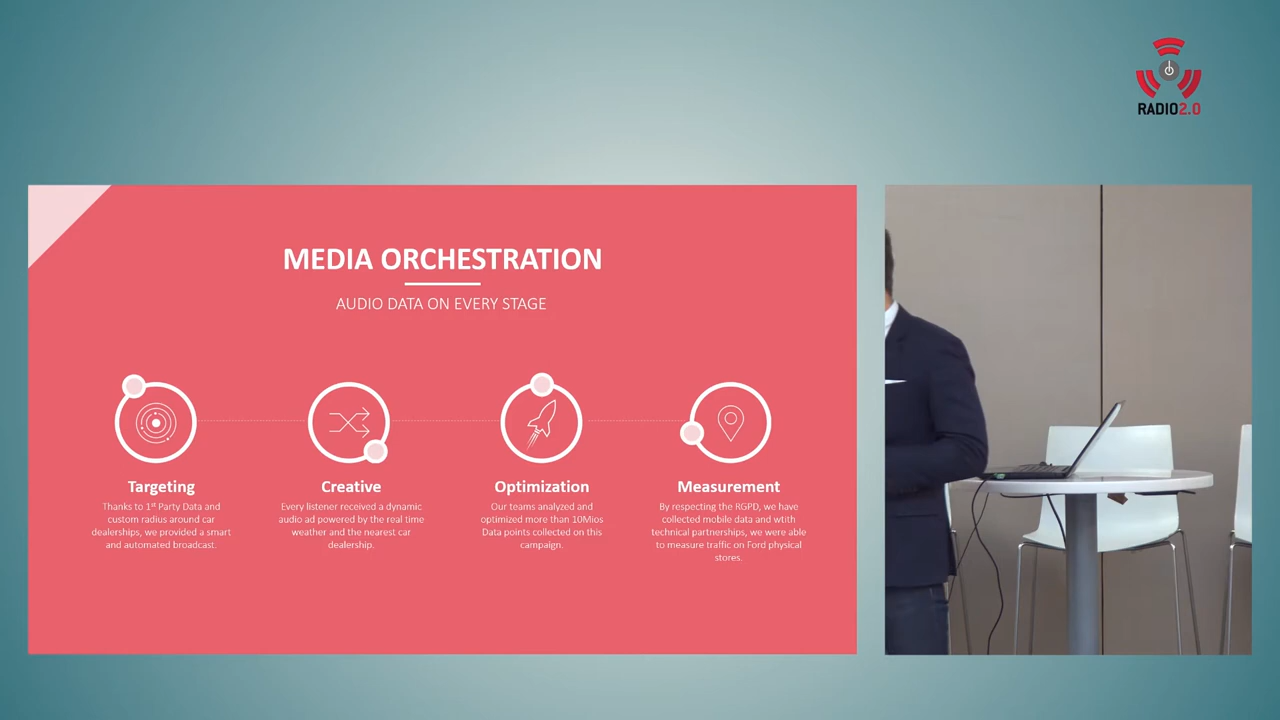 RADIO2.0
MEDIA ORCHESTRATION
AUDIO DATA ON EVERY STAGE
Targeting
Thanks to 1st Party Data and
custom radius around car
dealerships, we provided a smart
and automated broadcast.
Creative
Every listener received a dynamic
audio ad powered by the real time
weather and the nearest car
dealership.
Optimization
Our teams analyzed and
optimized more than 10Mios
Data points collected on this
campaign.
Measurement
By respecting the RGPD, we have
collected mobile data and wtith
technical partnerships, we were able
to measure traffic on Ford physical
stores.